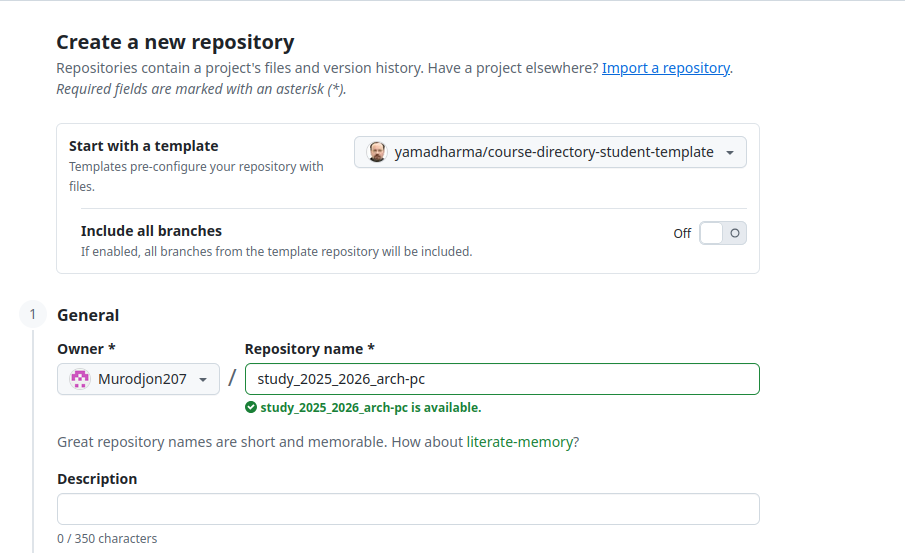 Create a new repository
Repositories contain a project's files and version history. Have a project elsewhere? Import a repository.
Required fields are marked with an asterisk (*).
Start with a template
Templates pre-configure your repository with
files.
yamadharma/course-directory-student-template
Include all branches
If enabled, all branches from the template repository will be included.
Off
1
General
Owner *
Repository name *
Murodjon207
/
study_2025_2026_arch-pc
study_2025_2026_arch-pc is available.
Great repository names are short and memorable. How about literate-memory?
Description
0 / 350 characters